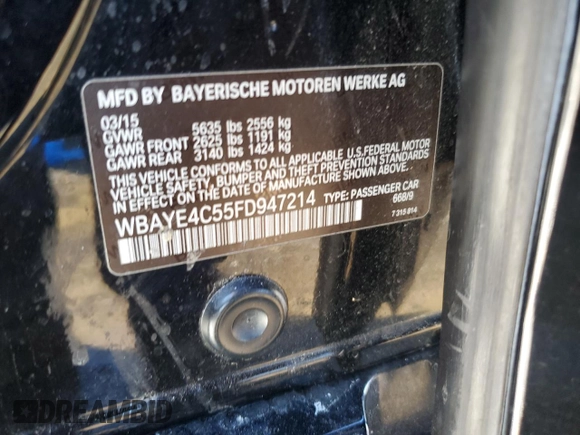 MFD BY BAYERISCHE MOTOREN WERKE AG
03/15
GVWR 5635 lbs 2556 kg
GAWR FRONT 2625 lbs 1191 kg
GAWR REAR 3140 lbs 1424 kg
THIS VEHICLE CONFORMS TO ALL APPLICABLE U.S.FEDERAL MOTOR
VEHICLE SAFETY, BUMPER AND THEFT PREVENTION STANDARDS
IN EFFECT ON THE DATE OF MANUFACTURE SHOWN ABOVE.
WBAYE4C55FD947214 TYPE: PASSENGER CAR
668/9
7 315 814
DREAMBID